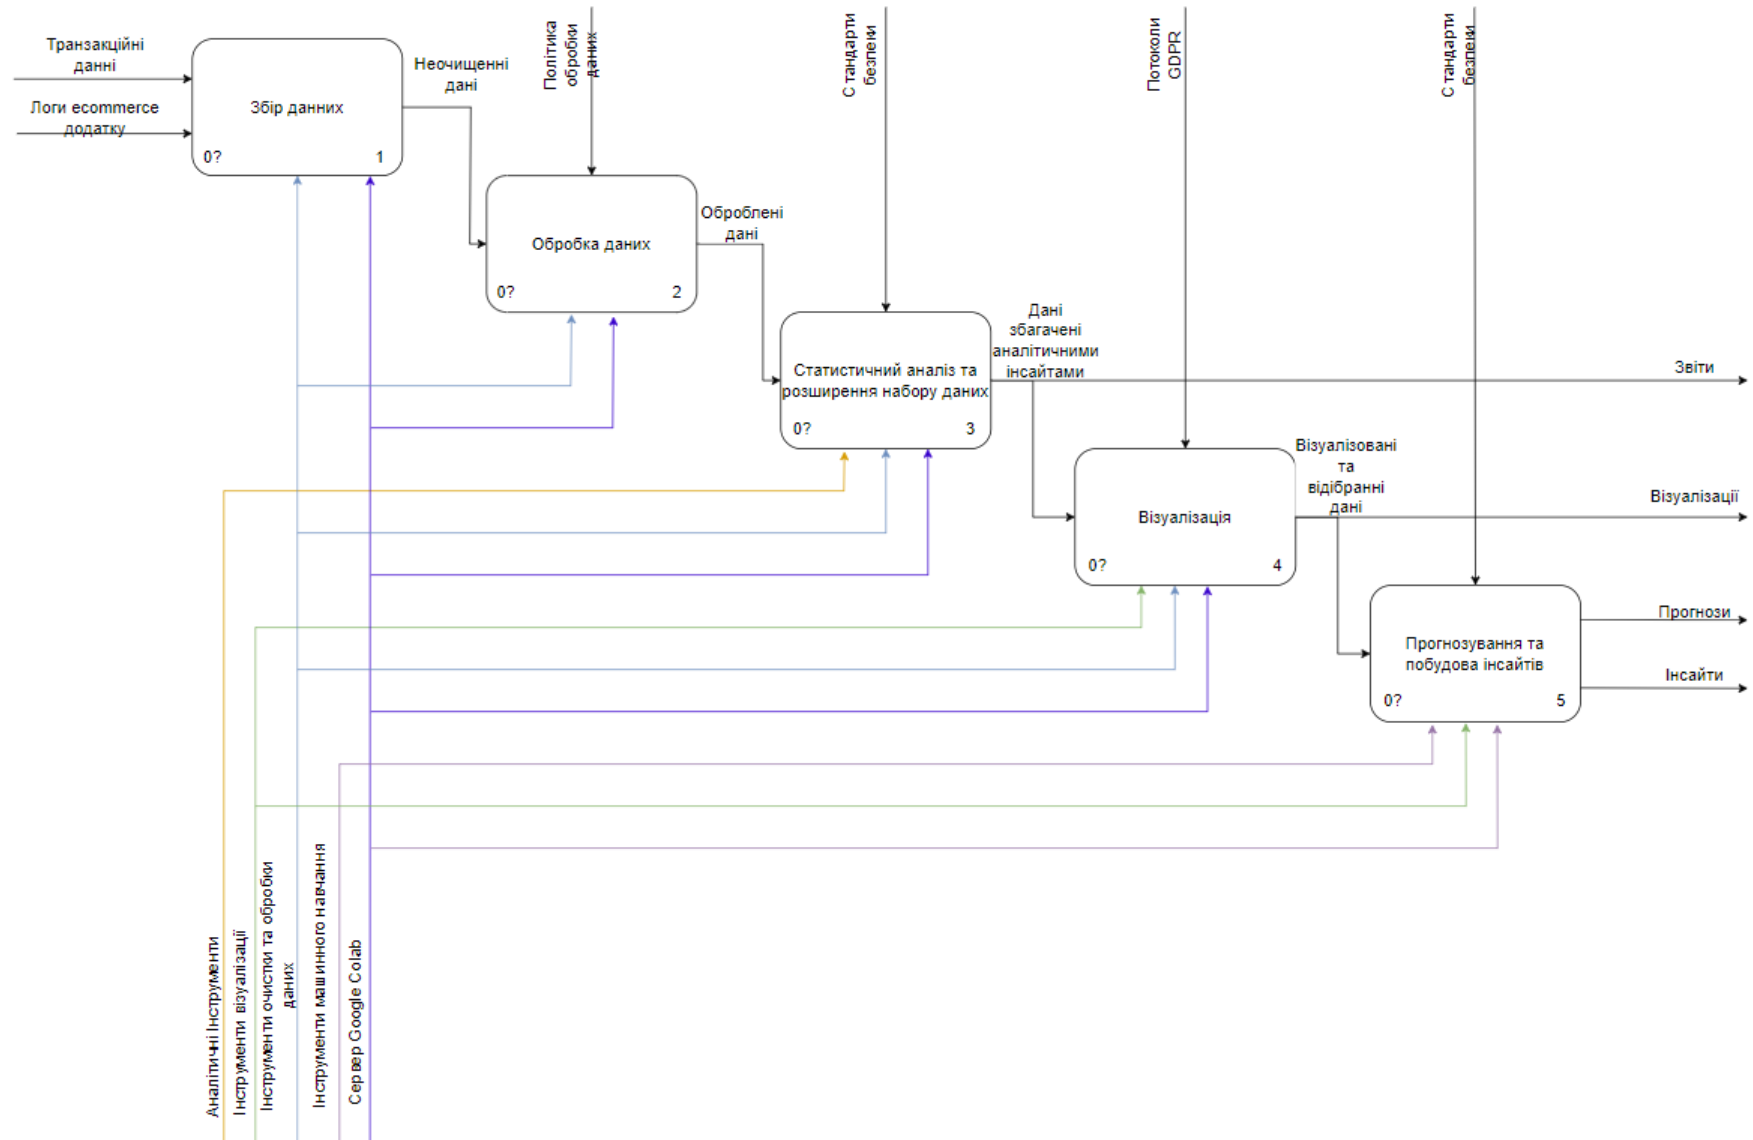 Транзакційні
данні
Логи ecommerce
додатку
Збір данних
0?
1
Неочищенні
дані
Політика
обробки
даних
Стандарти
безпеки
Потоколи
GDPR
Стандарти
безпеки
Обробка даних
0?
2
Оброблені
дані
Статистичний аналіз та
розширення набору даних
0?
3
Дані
збагачені
аналітичними
інсайтами
Звіти
Візуалізація
0?
4
Візуалізовані
та
відібранні
дані
Візуалізації
Прогнозування та
побудова інсайтів
0?
5
Прогнози
Інсайти
Аналітичні Інструменти
Інструменти візуалізації
Інструменти очистки та обробки
даних
Інструменти машинного навчання
Сервер Google Colab